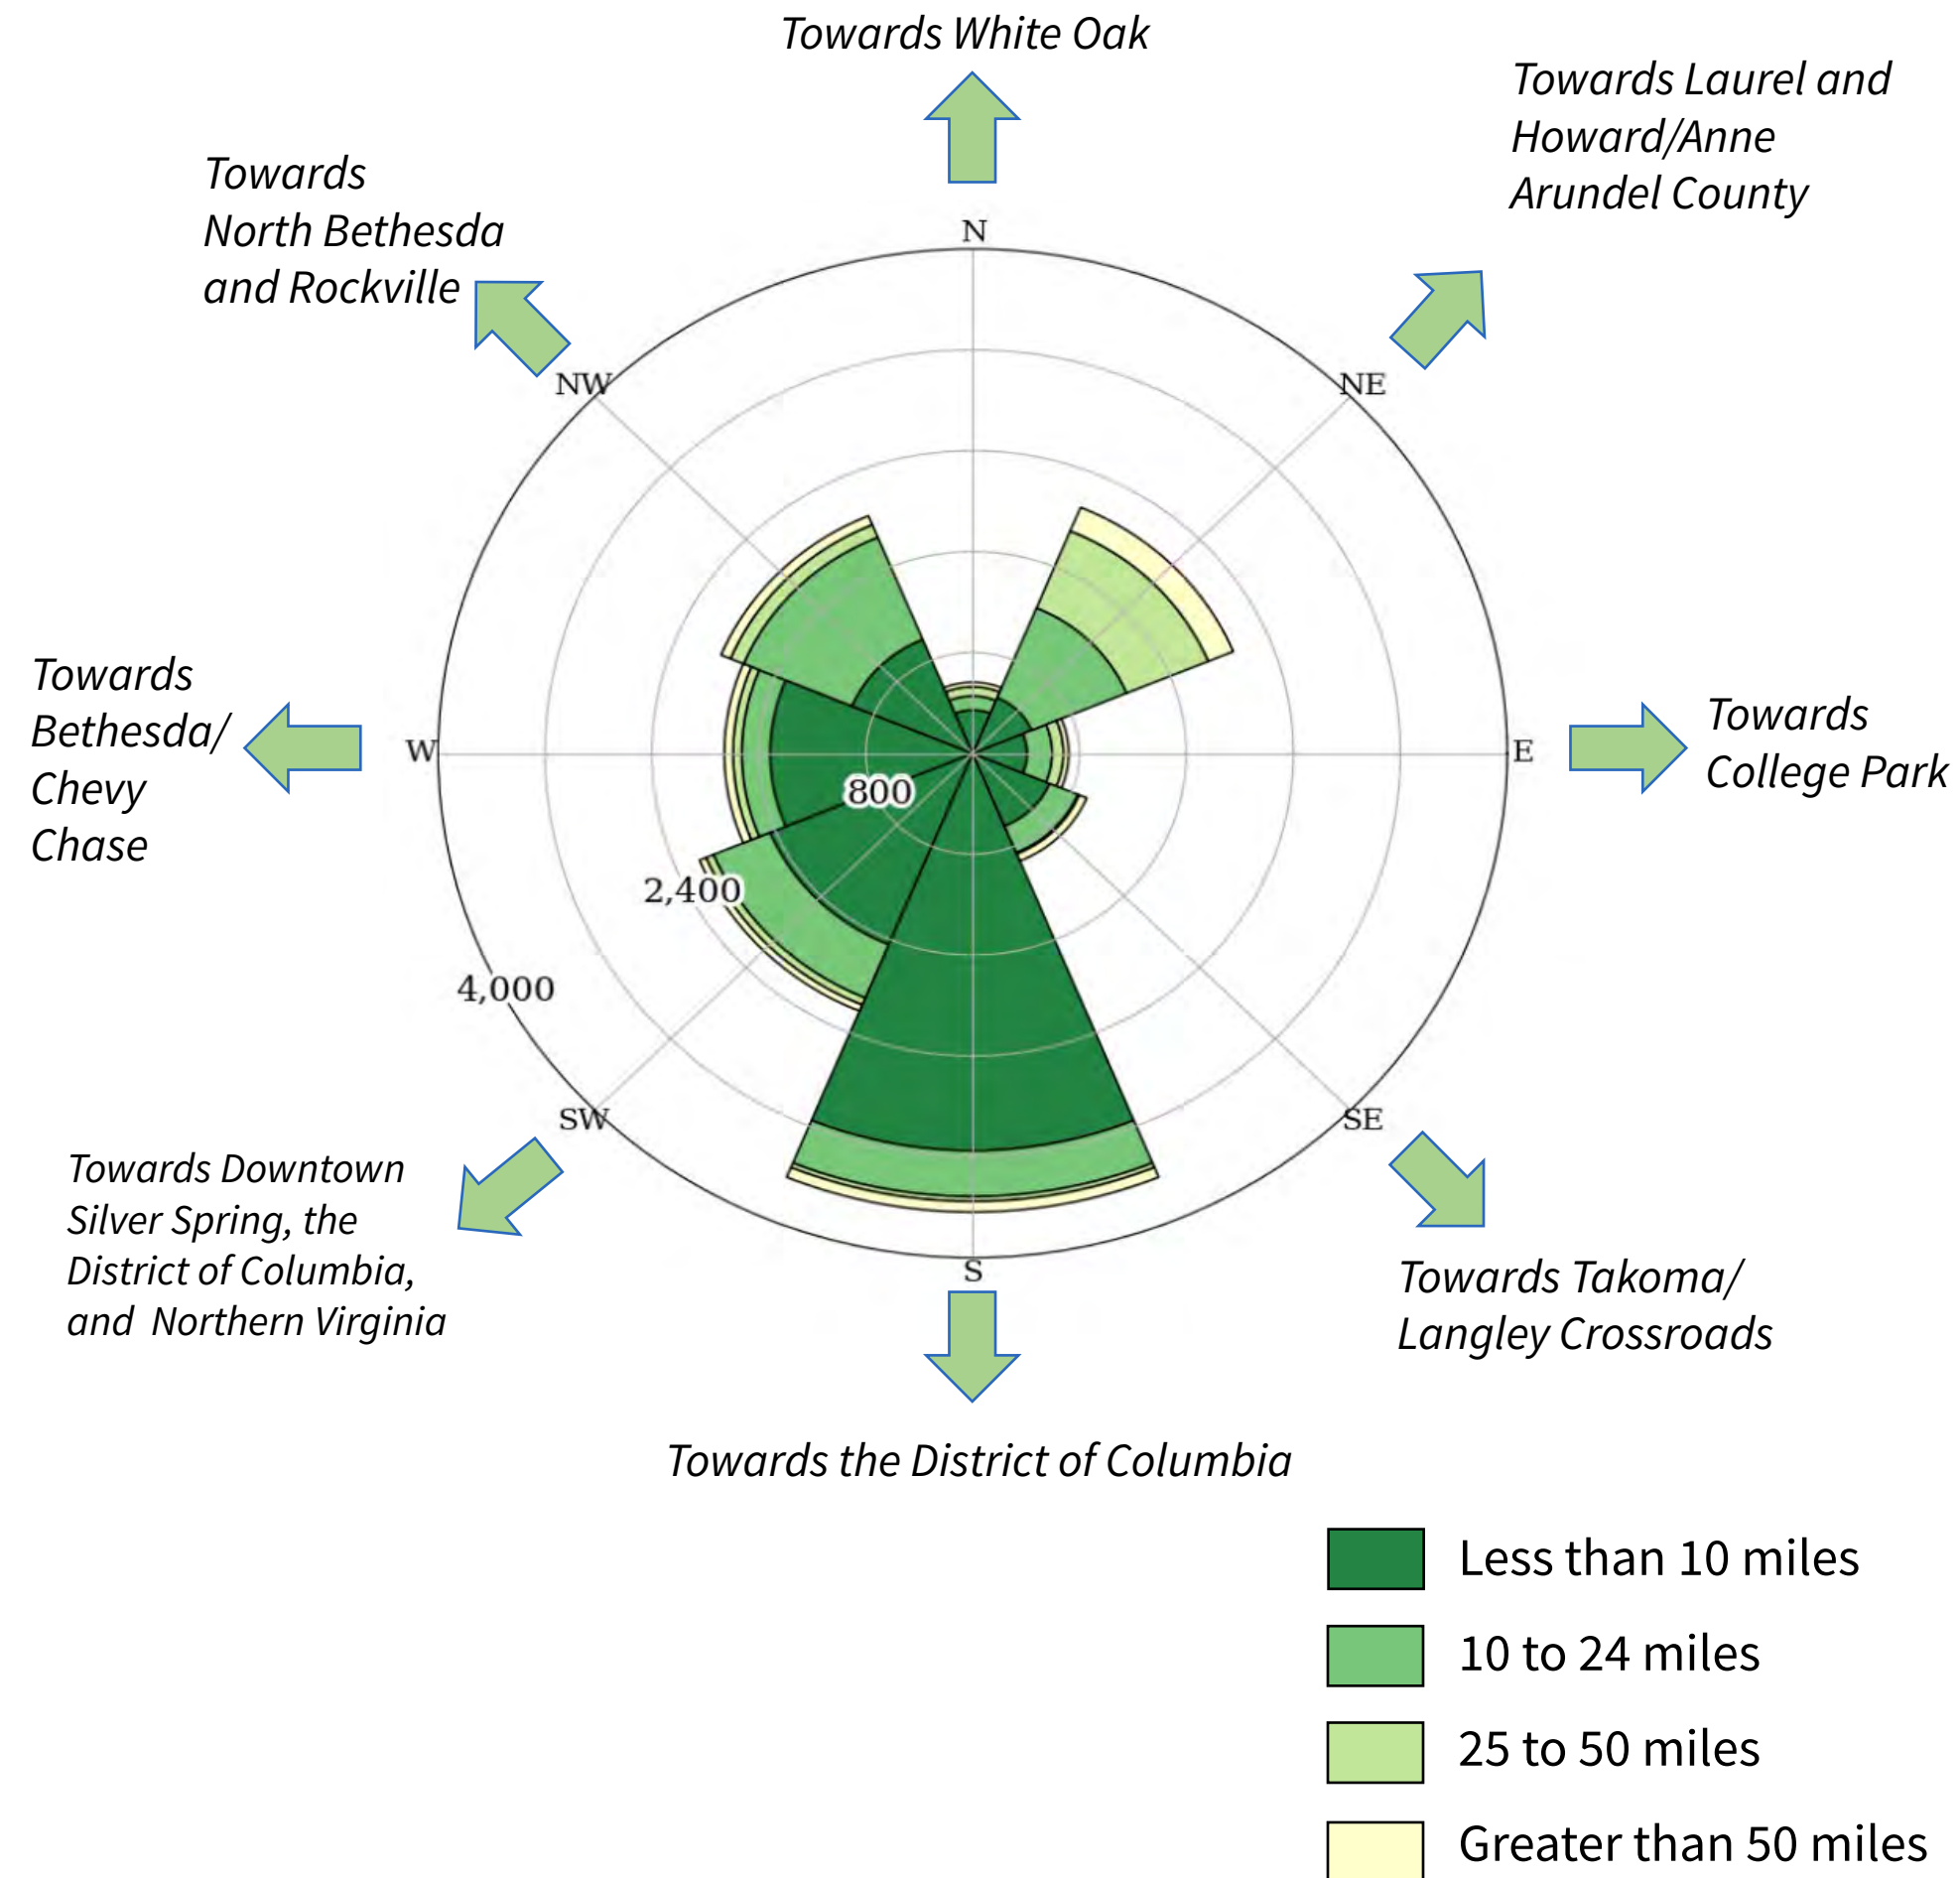 Towards White Oak
Towards Laurel and
Howard/Anne
Arundel County
Towards
North Bethesda
and Rockville
N
NW
NE
Towards
Bethesda/
Chevy
Chase
W
E
Towards
College Park
800
2,400
4,000
SW
SE
Towards Downtown
Silver Spring, the
District of Columbia,
and Northern Virginia
S
Towards Takoma/
Langley Crossroads
Towards the District of Columbia
Less than 10 miles
10 to 24 miles
25 to 50 miles
Greater than 50 miles